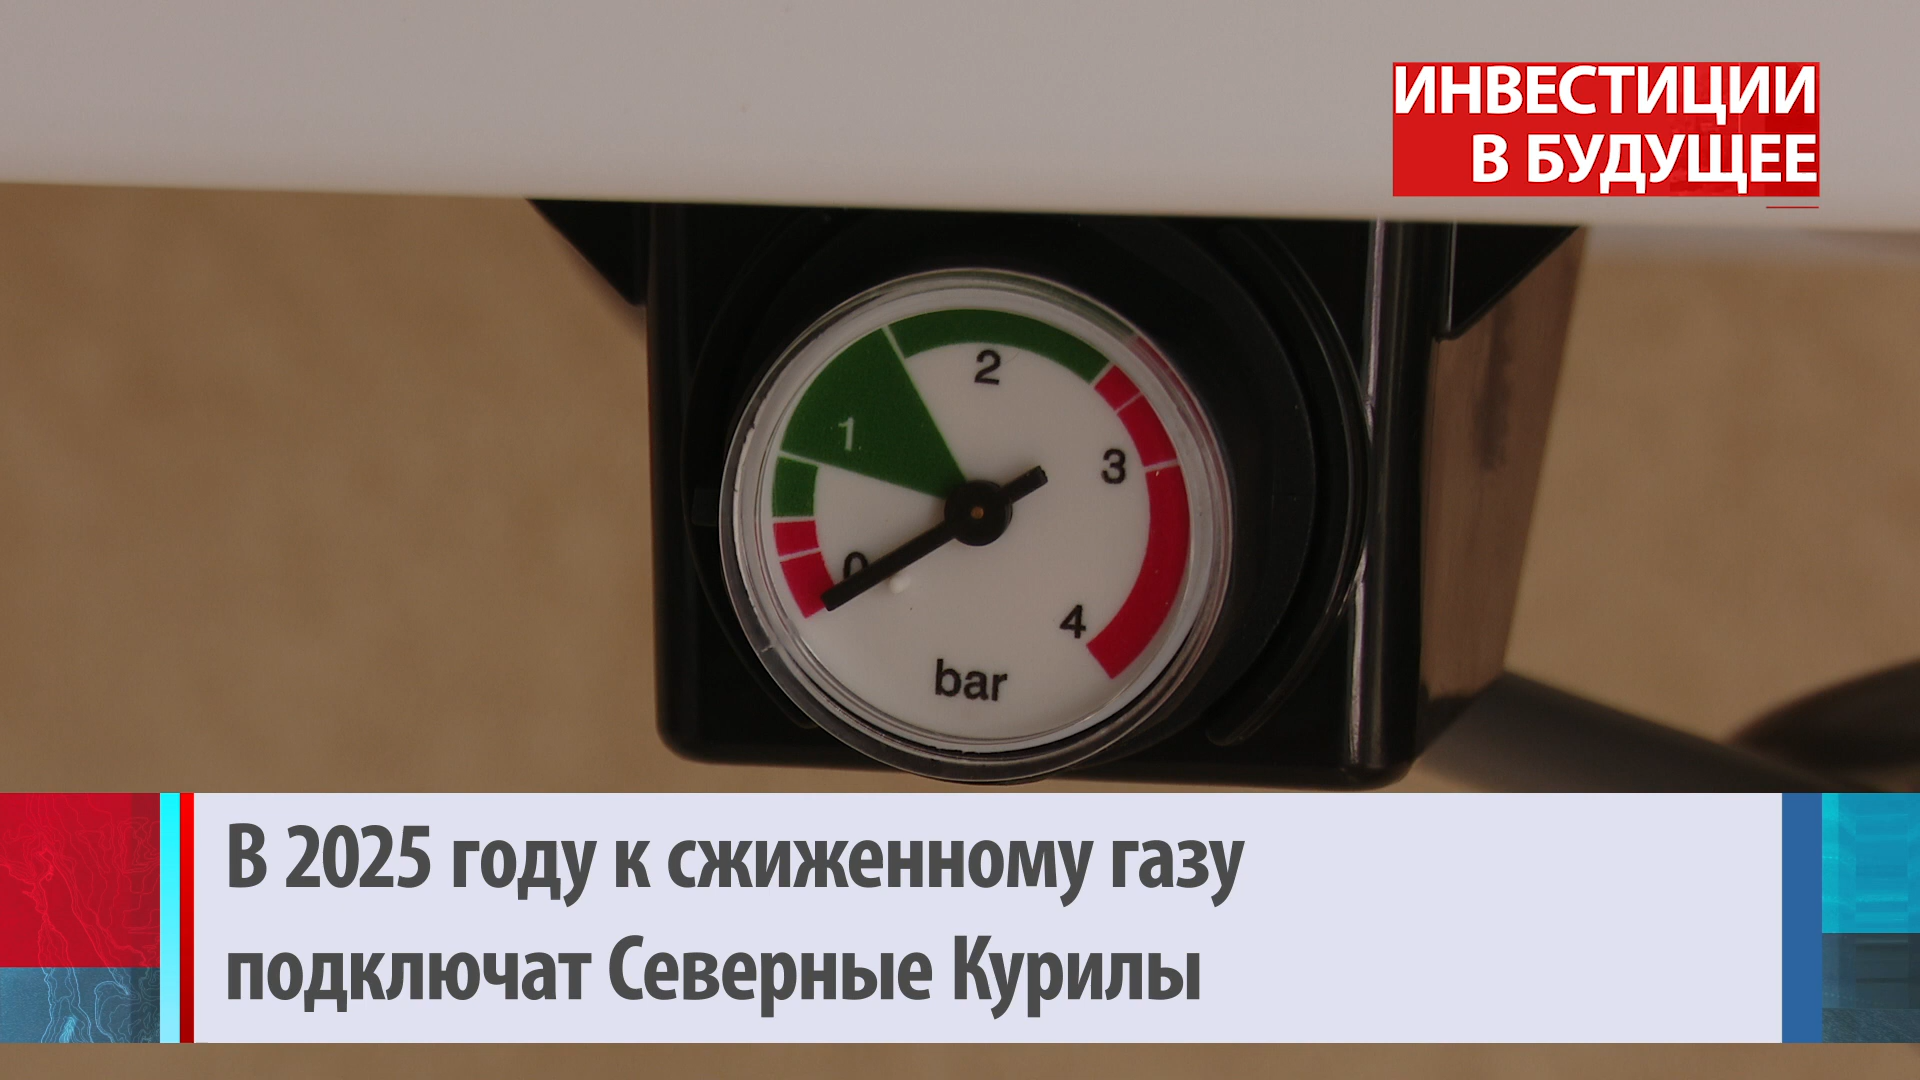 ИНВЕСТИЦИИ
В БУДУЩЕЕ
2
1
3
0
4
bar
В 2025 году к сжиженному газу
подключат Северные Курилы